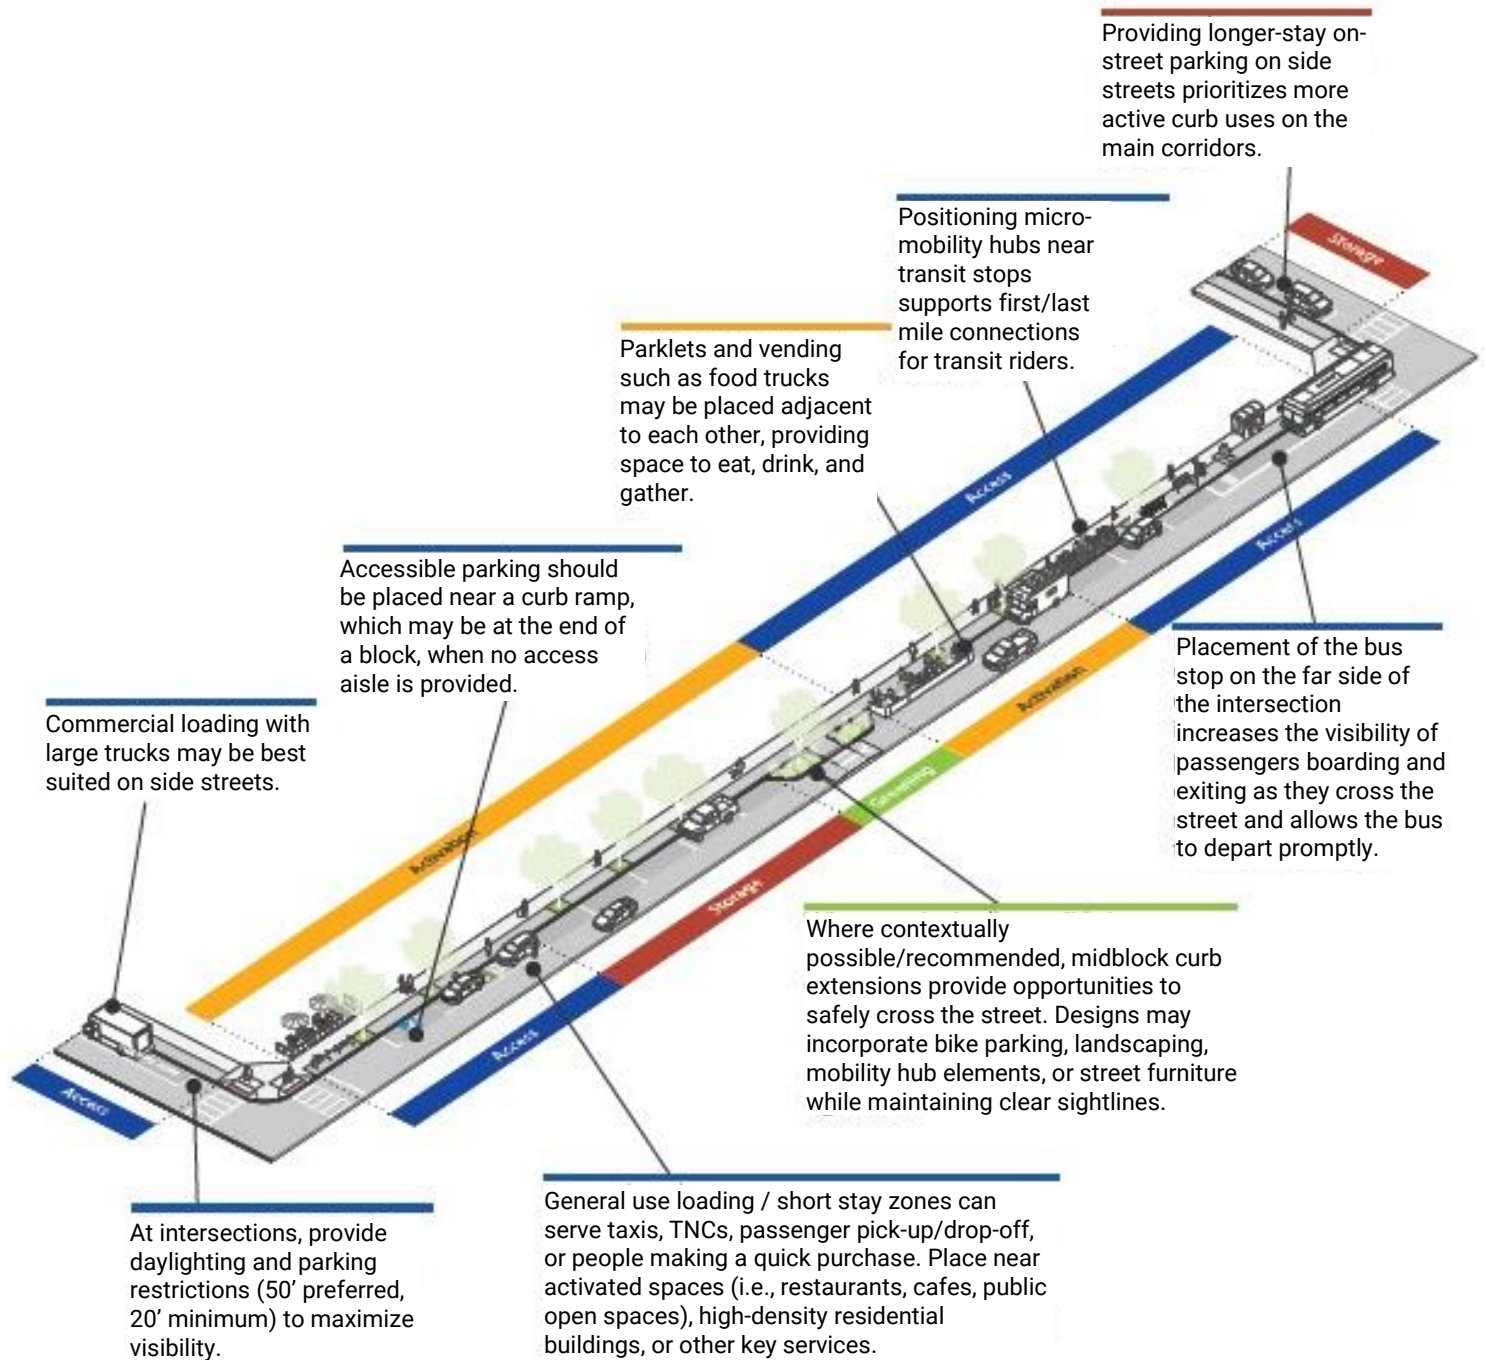 Providing longer-stay on-
street parking on side
streets prioritizes more
active curb uses on the
main corridors.
Storage
Positioning micro-
mobility hubs near
transit stops
supports first/last
mile connections
for transit riders.
Parklets and vending
such as food trucks
may be placed adjacent
to each other, providing
space to eat, drink, and
gather.
Access
Access
Accessible parking should
be placed near a curb ramp,
which may be at the end of
a block, when no access
aisle is provided.
Placement of the bus
stop on the far side of
the intersection
increases the visibility of
passengers boarding and
exiting as they cross the
street and allows the bus
to depart promptly.
Activation
Commercial loading with
large trucks may be best
suited on side streets.
Greening
Activation
Storage
Where contextually
possible/recommended, midblock curb
extensions provide opportunities to
safely cross the street. Designs may
incorporate bike parking, landscaping,
mobility hub elements, or street furniture
while maintaining clear sightlines.
Access
Access
At intersections, provide
daylighting and parking
restrictions (50’ preferred,
20’ minimum) to maximize
visibility.
General use loading / short stay zones can
serve taxis, TNCs, passenger pick-up/drop-off,
or people making a quick purchase. Place near
activated spaces (i.e., restaurants, cafes, public
open spaces), high-density residential
buildings, or other key services.